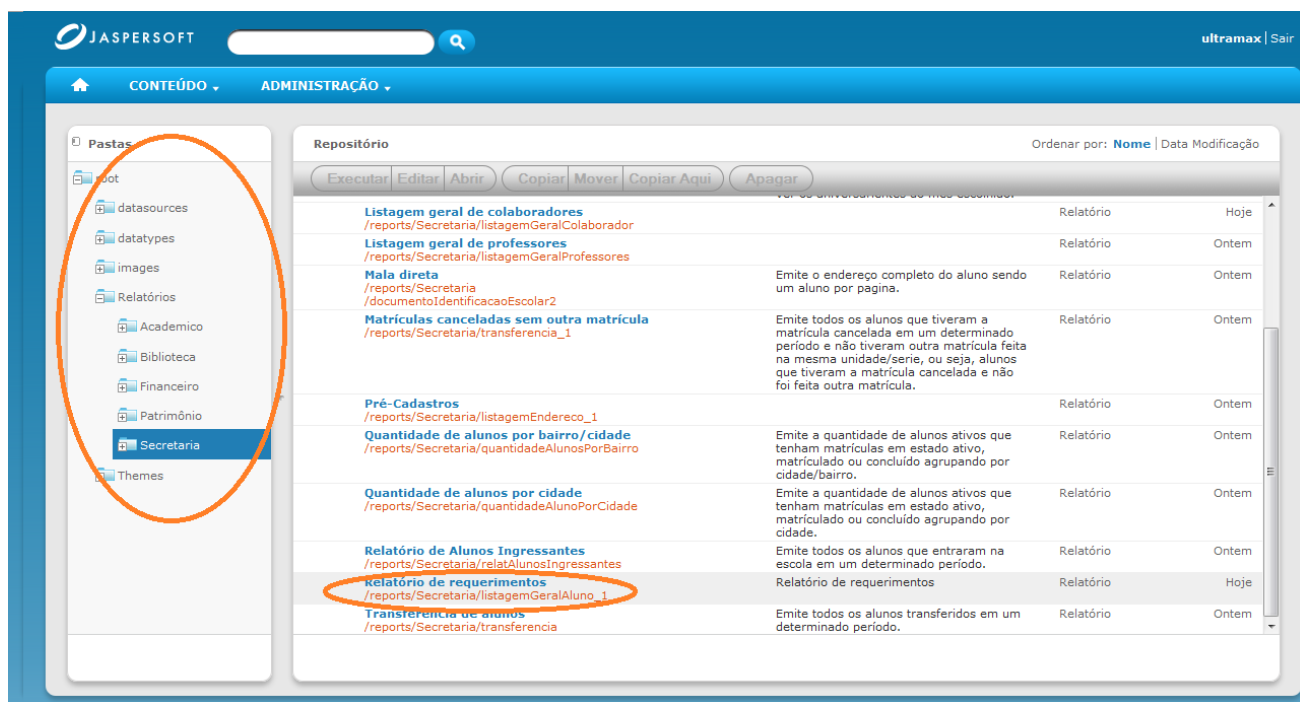 JASPERSOFT
ultramax | Sair
CONTEÚDO ADMINISTRAÇÃO
Pastas
root
datasources
datatypes
images
Relatórios
Academico
Biblioteca
Financeiro
Patrimônio
Secretaria
Themes
Repositório
Ordenar por: Nome | Data Modificação
Executar Editar Abrir Copiar Mover Copiar Aqui Apagar
Listagem geral de colaboradores Relatório Hoje
/reports/Secretaria/listagemGeralColaborador
Listagem geral de professores Relatório Ontem
/reports/Secretaria/listagemGeralProfessores
Mala direta Emite o endereço completo do aluno sendo Relatório Ontem
/reports/Secretaria um aluno por pagina.
/documentoIdentificacaoEscolar2
Matrículas canceladas sem outra matrícula Emite todos os alunos que tiveram a Relatório Ontem
/reports/Secretaria/transferencia_1 matrícula cancelada em um determinado
período e não tiveram outra matrícula feita
na mesma unidade/serie, ou seja, alunos
que tiveram a matrícula cancelada e não
foi feita outra matrícula.
Pré-Cadastros Relatório Ontem
/reports/Secretaria/listagemEndereco_1
Quantidade de alunos por bairro/cidade Emite a quantidade de alunos ativos que Relatório Ontem
/reports/Secretaria/quantidadeAlunosPorBairro tenham matrículas em estado ativo,
matriculado ou concluído agrupando por
cidade/bairro.
Quantidade de alunos por cidade Emite a quantidade de alunos ativos que Relatório Ontem
/reports/Secretaria/quantidadeAlunoPorCidade tenham matrículas em estado ativo,
matriculado ou concluído agrupando por
cidade.
Relatório de Alunos Ingressantes Emite todos os alunos que entraram na Relatório Ontem
/reports/Secretaria/relatAlunosIngressantes escola em um determinado período.
Relatório de requerimentos Relatório de requerimentos Relatório Hoje
/reports/Secretaria/listagemGeralAluno_1
Transferência de alunos Emite todos os alunos transferidos em um Relatório Ontem
/reports/Secretaria/transferencia determinado período.